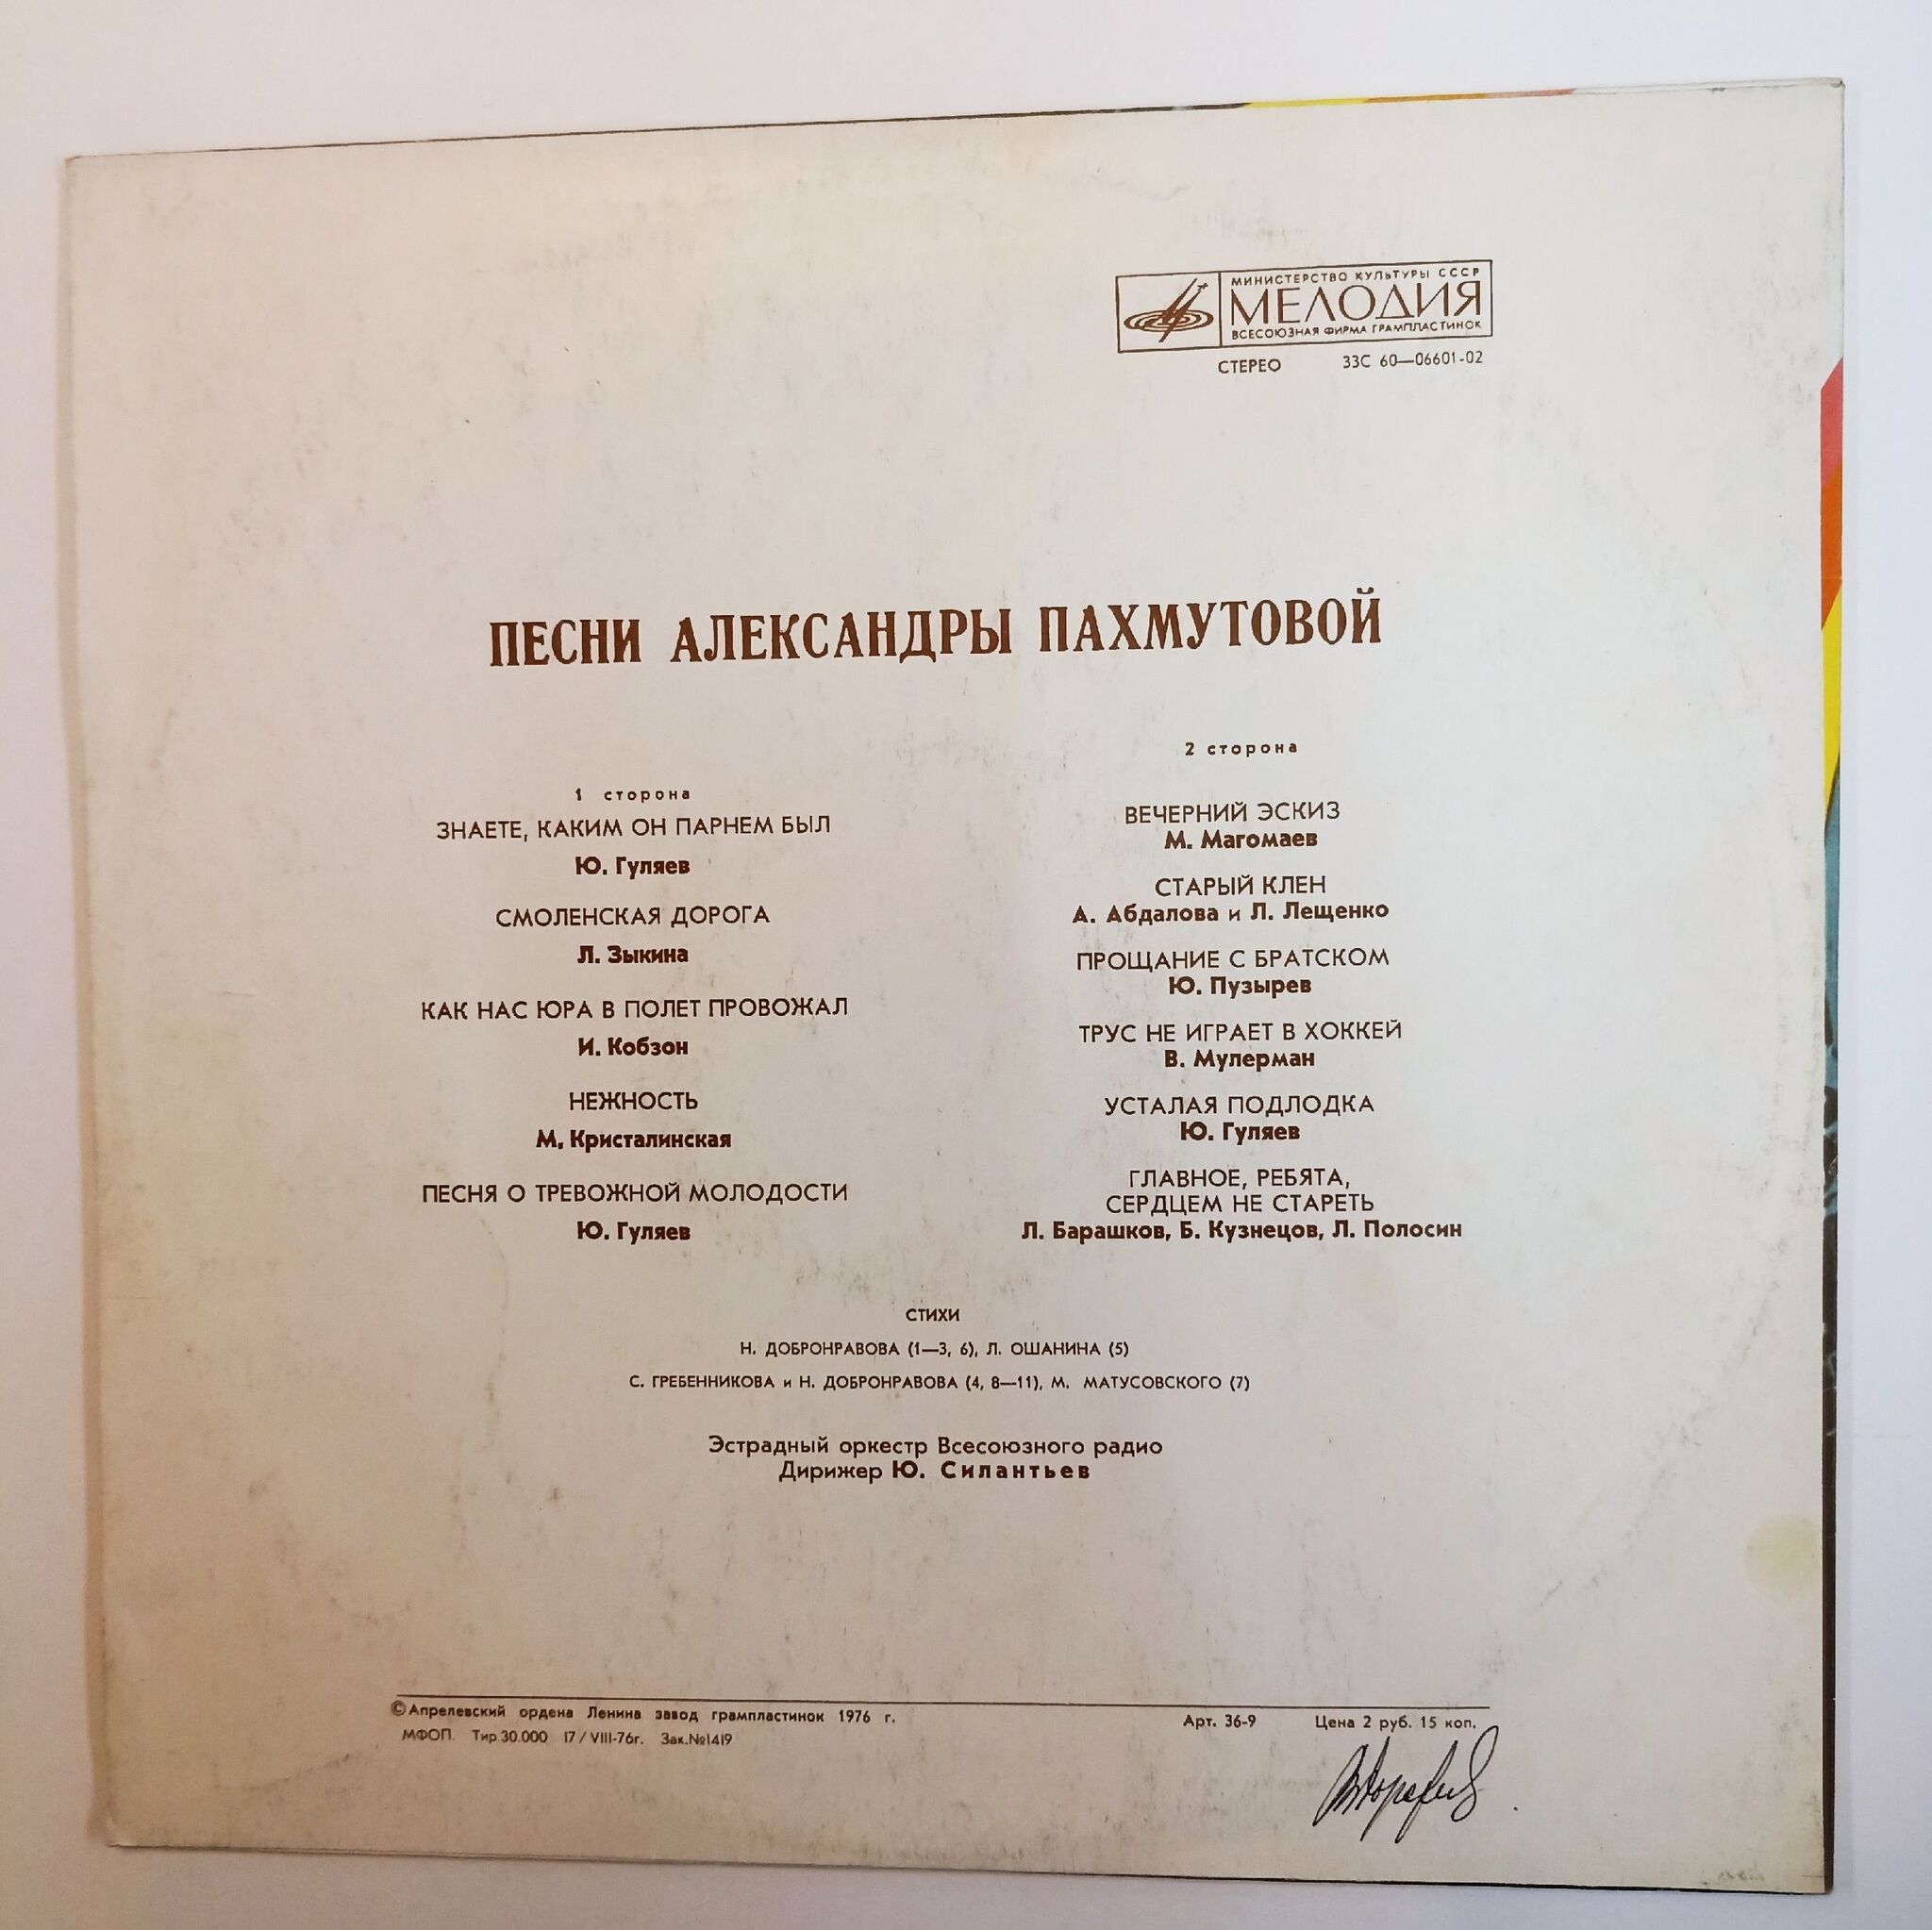 МИНИСТЕРСТВО КУЛЬТУРЫ СССР
МЕЛОДИЯ
ВСЕСОЮЗНАЯ ФИРМА ГРАМПЛАСТИНОК
СТЕРЕО 33С 60—06601-02
ПЕСНИ АЛЕКСАНДРЫ ПАХМУТОВОЙ
1 сторона
ЗНАЕТЕ, КАКИМ ОН ПАРНЕМ БЫЛ
Ю. Гуляев
СМОЛЕНСКАЯ ДОРОГА
Л. Зыкина
КАК НАС ЮРА В ПОЛЕТ ПРОВОЖАЛ
И. Кобзон
НЕЖНОСТЬ
М, Кристалинская
ПЕСНЯ О ТРЕВОЖНОЙ МОЛОДОСТИ
Ю. Гуляев
2 сторона
ВЕЧЕРНИЙ ЭСКИЗ
М. Магомаев
СТАРЫЙ КЛЕН
А. Абдалова и Л. Лещенко
ПРОЩАНИЕ С БРАТСКОМ
Ю. Пузырев
ТРУС НЕ ИГРАЕТ В ХОККЕЙ
В. Мулерман
УСТАЛАЯ ПОДЛОДКА
Ю. Гуляев
ГЛАВНОЕ, РЕБЯТА,
СЕРДЦЕМ НЕ СТАРЕТЬ
Л. Барашков, Б. Кузнецов, Л. Полосин
СТИХИ
Н. ДОБРОНРАВОВА (1—3, 6), Л. ОШАНИНА (5)
С. ГРЕБЕННИКОВА и Н. ДОБРОНРАВОВА (4, 8—11), М. МАТУСОВСКОГО (7)
Эстрадный оркестр Всесоюзного радио
Дирижер Ю. Силантьев
©Апрелевский ордена Ленина завод грампластинок 1976 г. Арт. 36-9 Цена 2 руб. 15 коп.
МФОП. Тир.30.000 17/VIII-76г. Зак.№1419